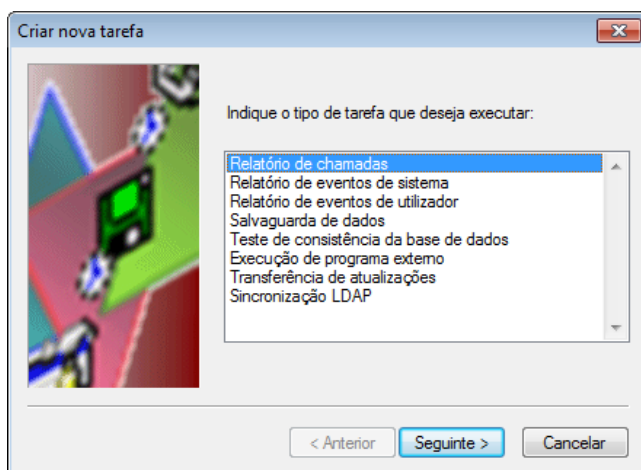 Criar nova tarefa
Indique o tipo de tarefa que deseja executar:
Relatório de chamadas
Relatório de eventos de sistema
Relatório de eventos de utilizador
Salvaguarda de dados
Teste de consistência da base de dados
Execução de programa externo
Transferência de atualizações
Sincronização LDAP
< Anterior
Seguinte >
Cancelar